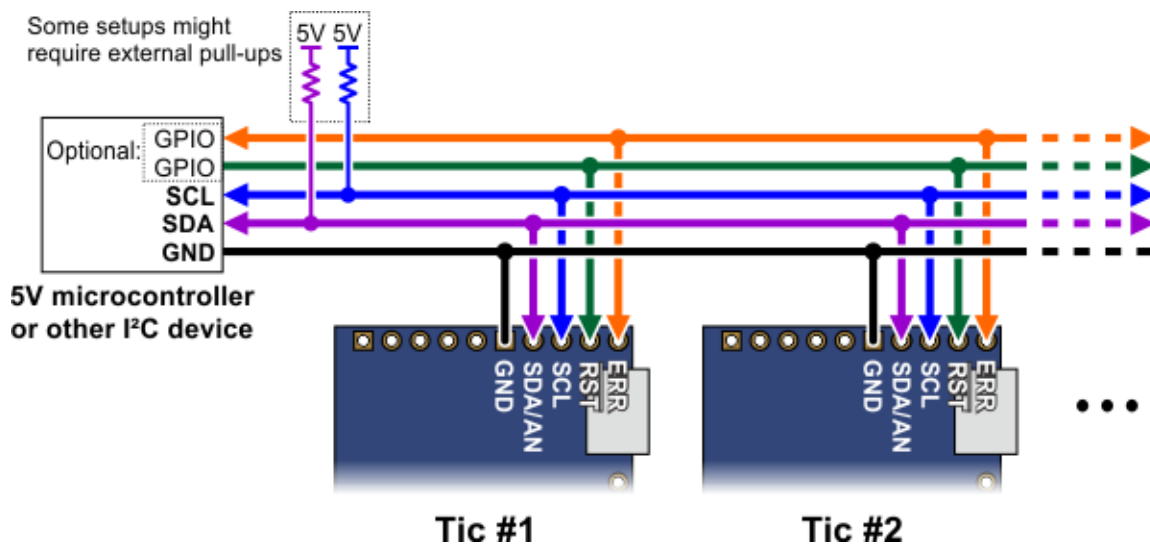 Some setups might
require external pull-ups
5V 5V
Optional: GPIO
GPIO
SCL
SDA
GND
5V microcontroller
or other I²C device
GND
SDA/AN
SCL
RST
ERR
GND
SDA/AN
SCL
RST
ERR
•••
Tic #1
Tic #2